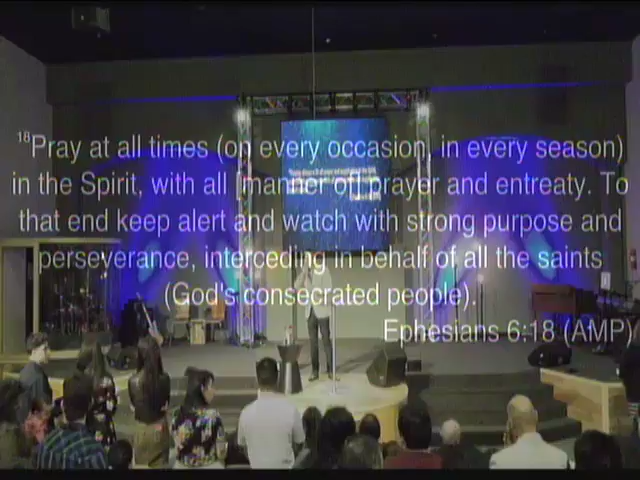 18Pray at all times (on every occasion, in every season)
in the Spirit, with all [manner of] prayer and entreaty. To
that end keep alert and watch with strong purpose and
perseverance, interceding in behalf of all the saints
(God's consecrated people).
Ephesians 6:18 (AMP)